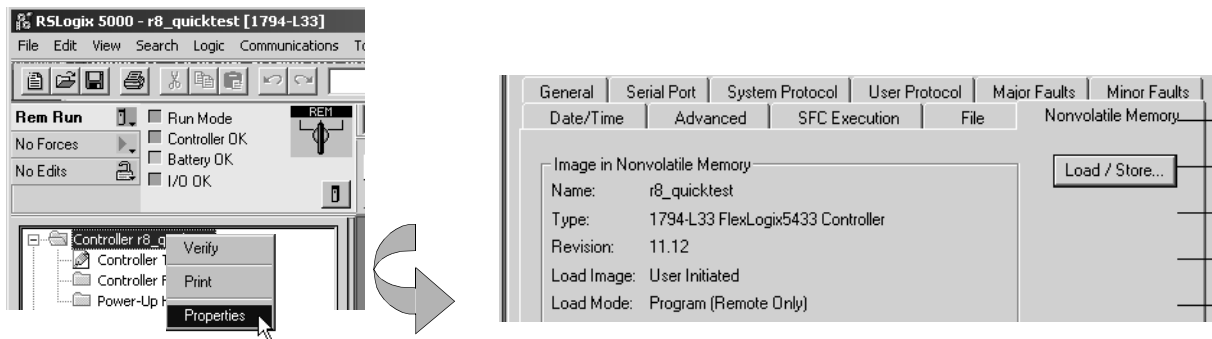 RSLogix 5000 - r8_quicktest [1794-L33]
File Edit View Search Logic Communications
Rem Run
No Forces
No Edits
Run Mode
Controller OK
Battery OK
I/O OK
REM
Controller r8_q
Controller
Controller
Power-Up
Verify
Print
Properties
General Serial Port System Protocol User Protocol Major Faults Minor Faults
Date/Time Advanced SFC Execution File Nonvolatile Memory
Image in Nonvolatile Memory
Name: r8_quicktest
Type: 1794-L33 FlexLogix5433 Controller
Revision: 11.12
Load Image: User Initiated
Load Mode: Program (Remote Only)
Load / Store...